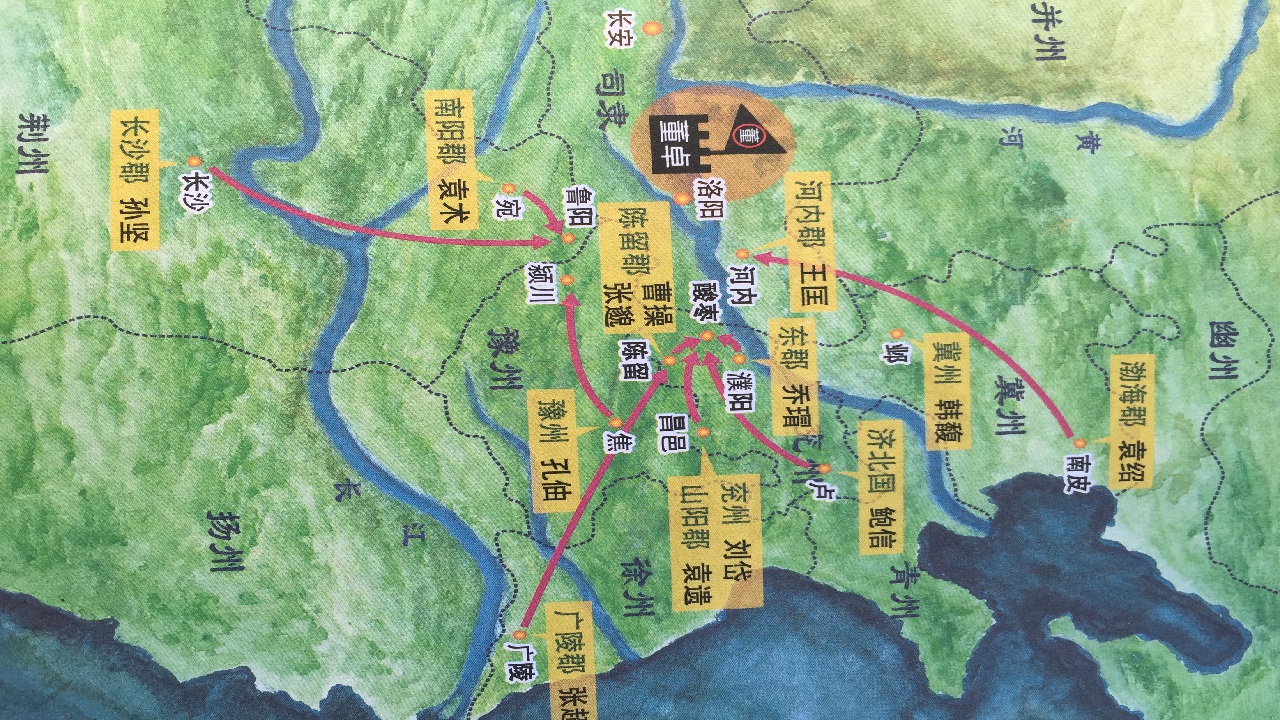 幽州
渤海郡 袁绍
南皮
并州
黄
河
冀州
冀州 韩馥
邺
青州
济北国 鲍信
卢
河内郡 王匡
兖州
东郡 乔瑁
河内
濮阳
兖州 刘岱
山阳郡 袁遗
董
董卓
洛阳
酸枣
昌邑
陈留郡 曹操
张邈
陈留
徐州
长安
司隶
谯
鲁阳
颍川
广陵郡 张超
广陵
豫州 孔伷
宛
豫州
南阳郡 袁术
长
江
扬州
长沙
长沙郡 孙坚
荆州